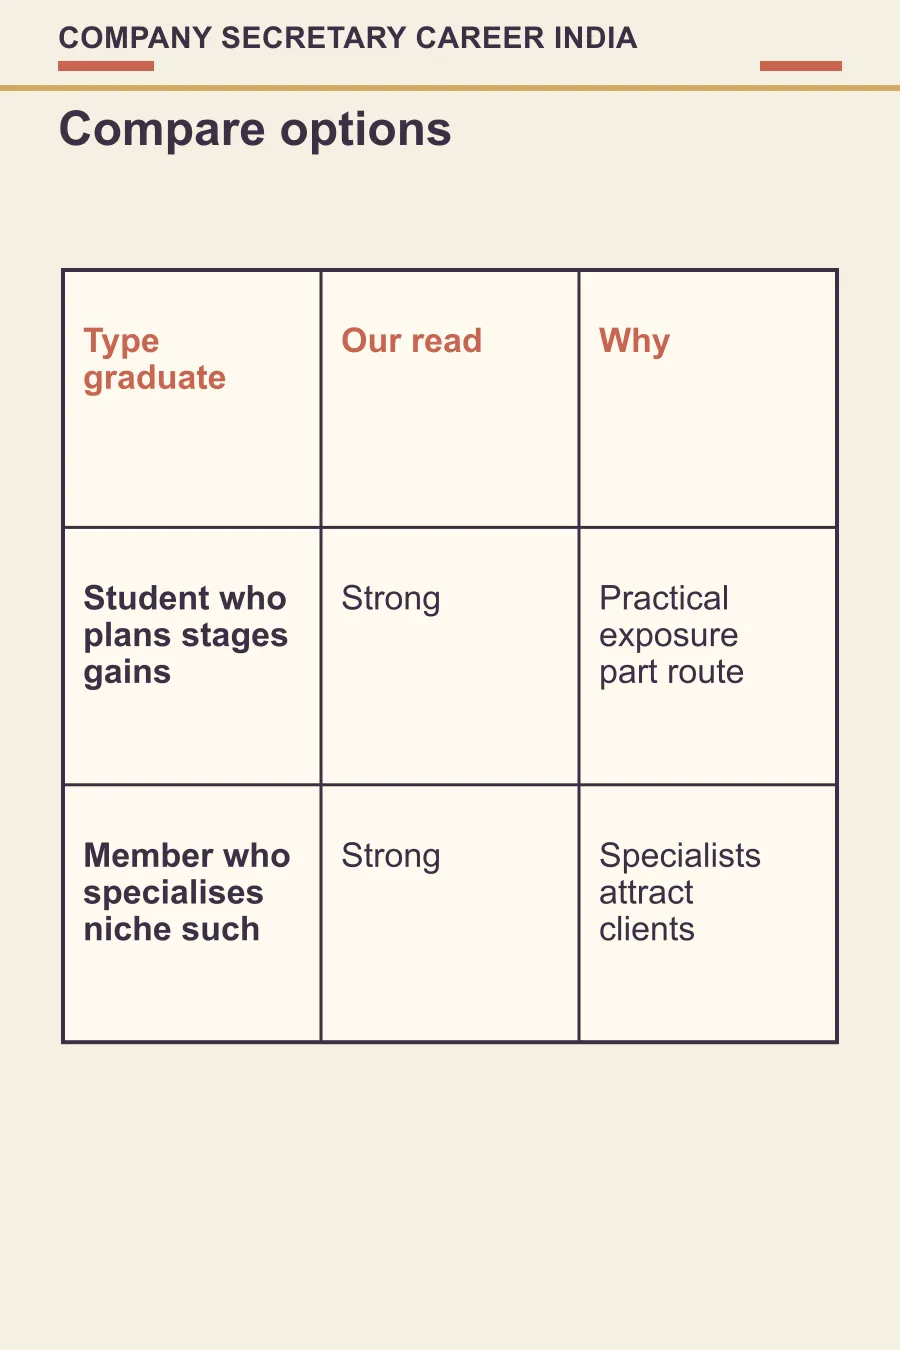 COMPANY SECRETARY CAREER INDIA
Compare options
Type
graduate
Our read
Why
Student who
plans stages
gains
Strong
Practical
exposure
part route
Member who
specialises
niche such
Strong
Specialists
attract
clients